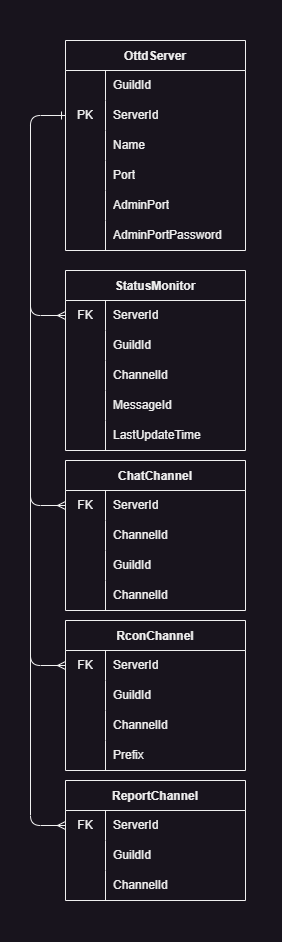 OttdServer
GuildId
PK ServerId
Name
Port
AdminPort
AdminPortPassword
StatusMonitor
FK ServerId
GuildId
ChannelId
MessageId
LastUpdateTime
ChatChannel
FK ServerId
ChannelId
GuildId
ChannelId
RconChannel
FK ServerId
GuildId
ChannelId
Prefix
ReportChannel
FK ServerId
GuildId
ChannelId